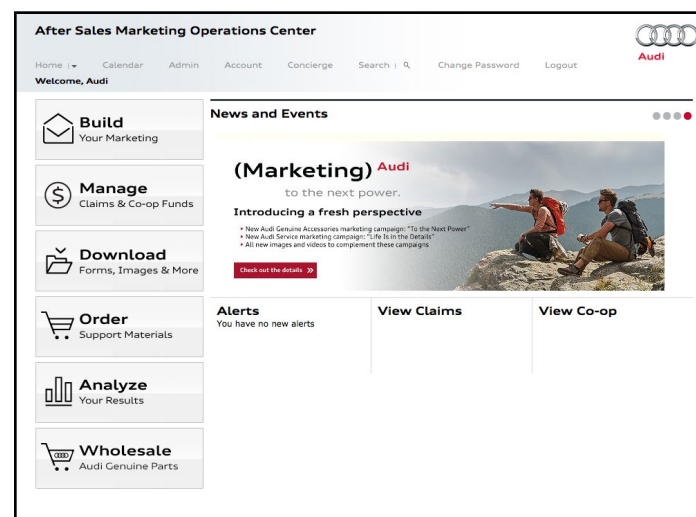 After Sales Marketing Operations Center
Audi
Home Calendar Admin Account Concierge Search Change Password Logout
Welcome, Audi
Build
Your Marketing
Manage
Claims & Co-op Funds
Download
Forms, Images & More
Order
Support Materials
Analyze
Your Results
Wholesale
Audi Genuine Parts
News and Events
(Marketing) Audi
to the next power.
Introducing a fresh perspective
• New Audi Genuine Accessories marketing campaign: "To the Next Power"
• New Audi Service marketing campaign: "Life Is in the Details"
• All new images and videos to complement these campaigns
Check out the details »
Alerts
You have no new alerts
View Claims
View Co-op